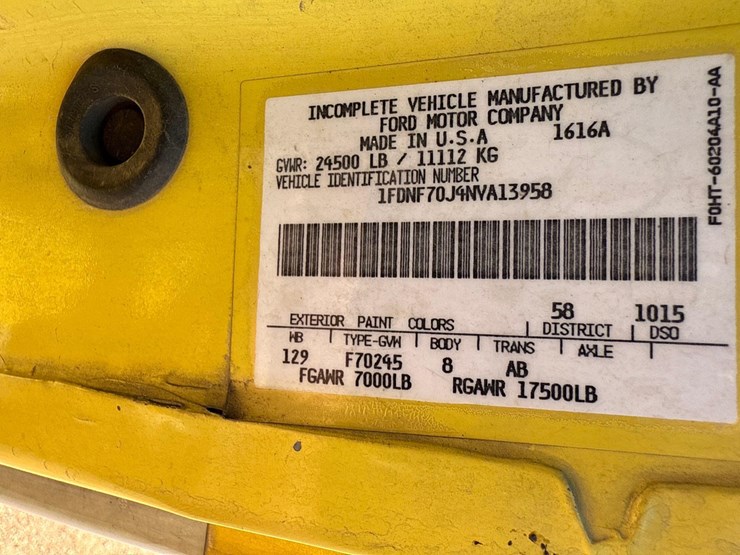 INCOMPLETE VEHICLE MANUFACTURED BY
FORD MOTOR COMPANY
MADE IN U.S.A 1616A
GVWR: 24500 LB / 11112 KG
VEHICLE IDENTIFICATION NUMBER
1FDNF70J4NVA13958
58 1015
EXTERIOR PAINT COLORS DISTRICT DSO
WB TYPE-GVW BODY TRANS AXLE
129 F70245 8 AB
FGAWR 7000LB RGAWR 17500LB
F0HT-60204A10-AA